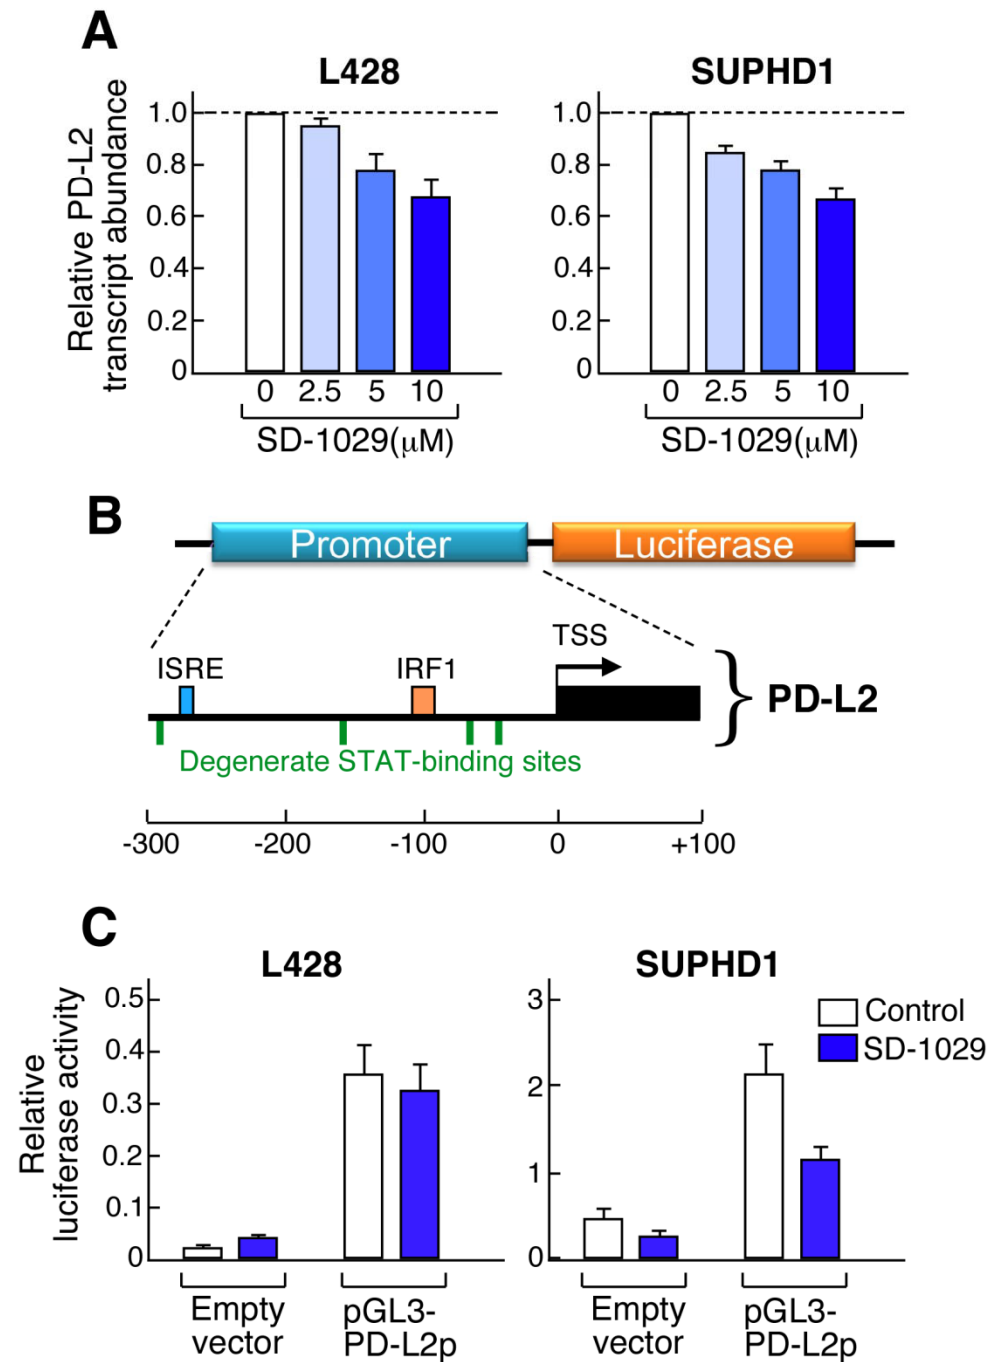 A
L428
SUPHD1
Relative PD-L2
transcript abundance
1.0
0.8
0.6
0.4
0.2
0
0 2.5 5 10
SD-1029(μM)
1.0
0.8
0.6
0.4
0.2
0
0 2.5 5 10
SD-1029(μM)
B
Promoter
Luciferase
TSS
ISRE
IRF1
PD-L2
Degenerate STAT-binding sites
-300 -200 -100 0 +100
C
L428
SUPHD1
Relative
luciferase activity
0.5
0.4
0.3
0.2
0.1
0
Empty
vector
pGL3-
PD-L2p
3
2
1
0
Control
SD-1029
Empty
vector
pGL3-
PD-L2p